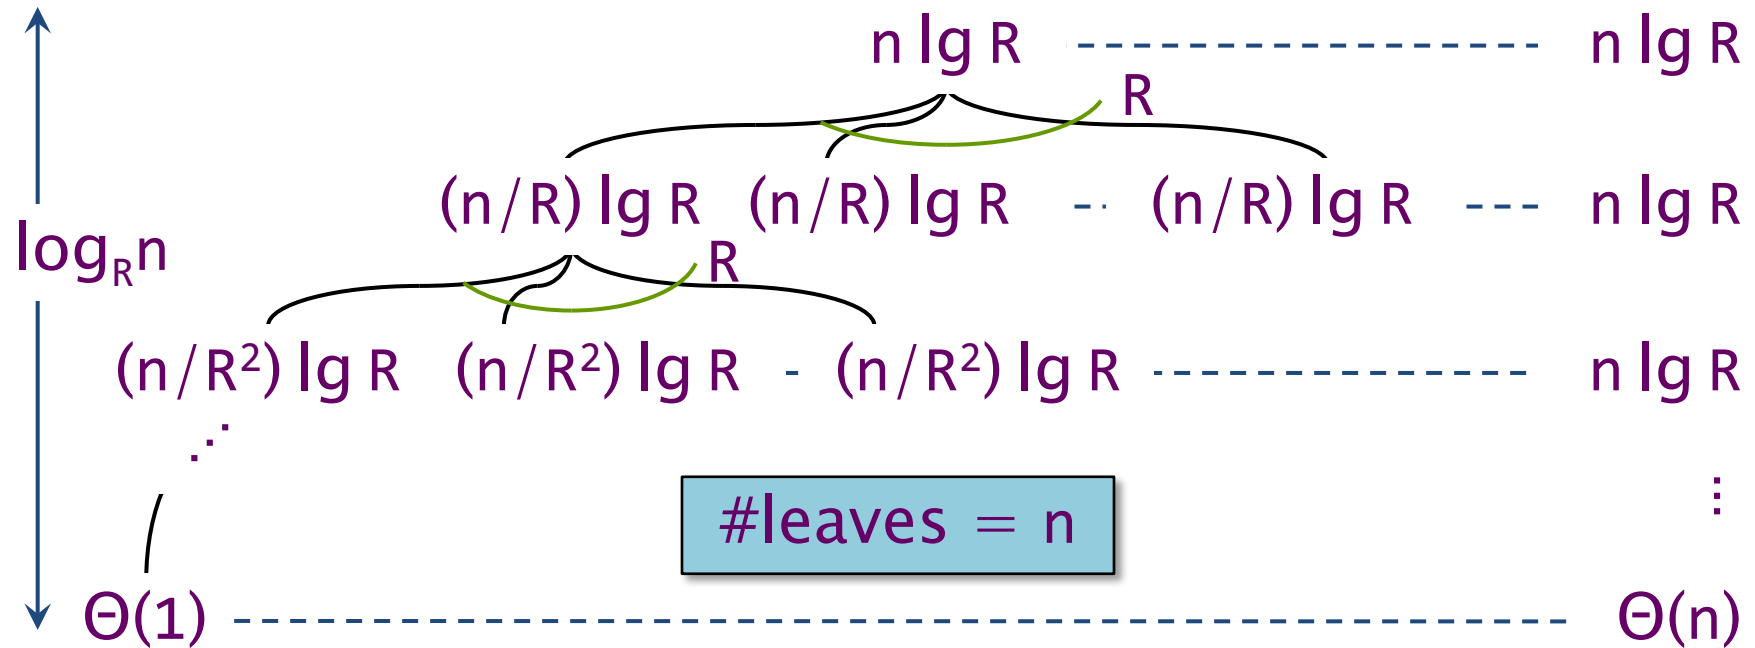 n lg R n lg R
R
(n/R) lg R (n/R) lg R (n/R) lg R n lg R
log_R n
R
(n/R²) lg R (n/R²) lg R (n/R²) lg R n lg R
⋰
⋮
#leaves = n
Θ(1) Θ(n)